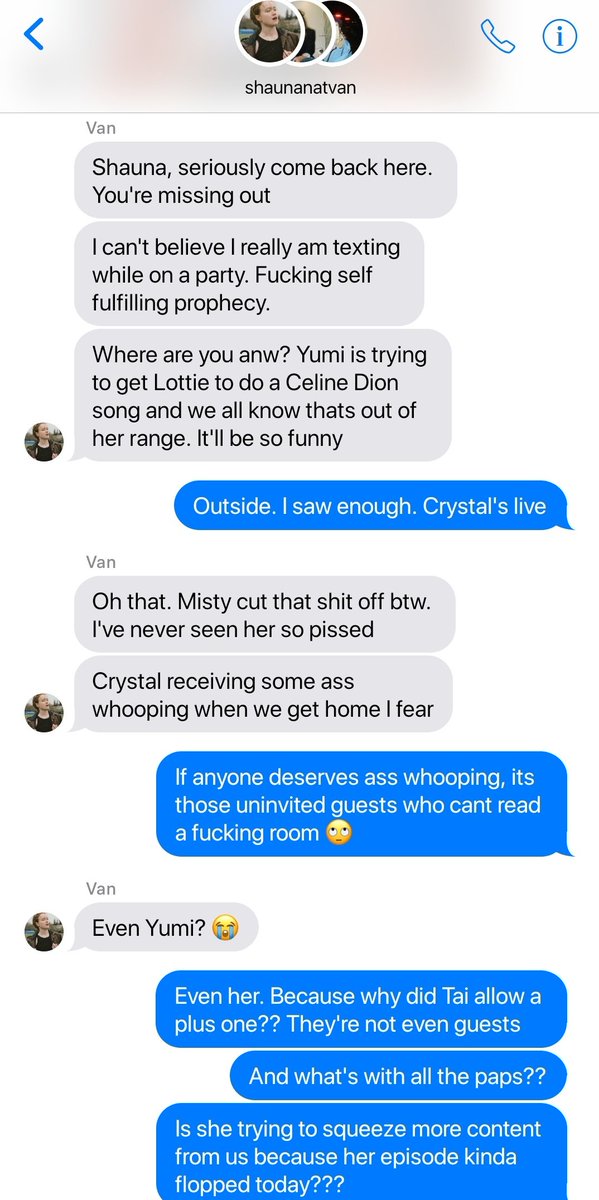 shaunanatvan
Van
Shauna, seriously come back here.
You're missing out
I can't believe I really am texting
while on a party. Fucking self
fulfilling prophecy.
Where are you anw? Yumi is trying
to get Lottie to do a Celine Dion
song and we all know thats out of
her range. It'll be so funny
Outside. I saw enough. Crystal's live
Van
Oh that. Misty cut that shit off btw.
I've never seen her so pissed
Crystal receiving some ass
whooping when we get home I fear
If anyone deserves ass whooping, its
those uninvited guests who cant read
a fucking room 🙄
Van
Even Yumi? 😭
Even her. Because why did Tai allow a
plus one?? They're not even guests
And what's with all the paps??
Is she trying to squeeze more content
from us because her episode kinda
flopped today???